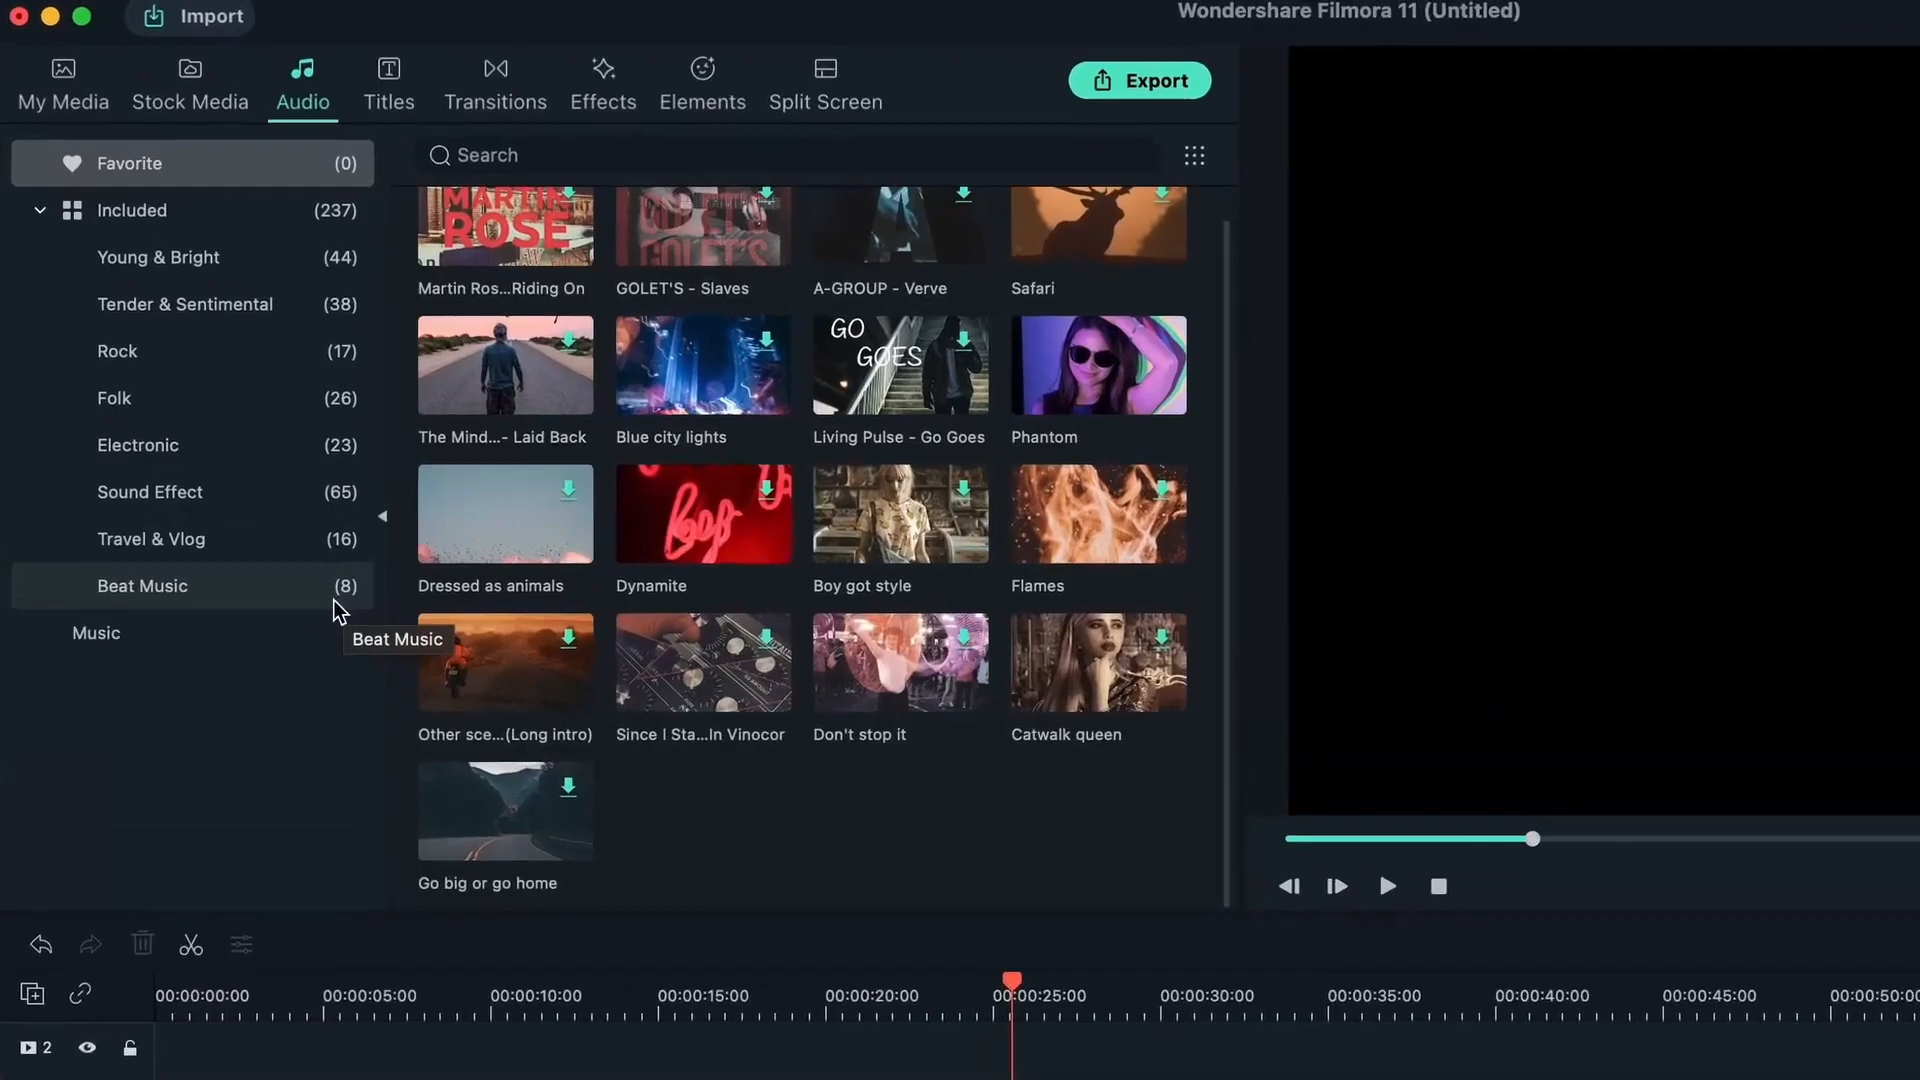 Import
Wondershare Filmora 11 (Untitled)
My Media
Stock Media
Audio
Titles
Transitions
Effects
Elements
Split Screen
Export
Favorite (0)
Included (237)
Young & Bright (44)
Tender & Sentimental (38)
Rock (17)
Folk (26)
Electronic (23)
Sound Effect (65)
Travel & Vlog (16)
Beat Music (8)
Music
Beat Music
Search
MARTIN
ROSE
GOLET'S
GOLET'S
A
Martin Ros...Riding On
GOLET'S - Slaves
A-GROUP - Verve
Safari
GO
GOES
The Mind...- Laid Back
Blue city lights
Living Pulse - Go Goes
Phantom
Dressed as animals
Dynamite
Boy got style
Flames
Other sce...(Long intro)
Since I Sta...In Vinocor
Don't stop it
Catwalk queen
Go big or go home
00:00:00:00
00:00:05:00
00:00:10:00
00:00:15:00
00:00:20:00
00:00:25:00
00:00:30:00
00:00:35:00
00:00:40:00
00:00:45:00
00:00:50:00
2